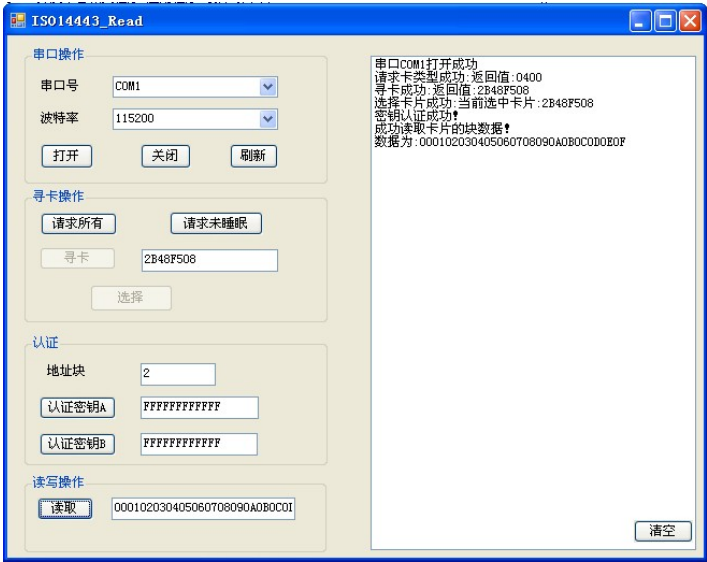 ISO14443_Read
串口操作
串口号 COM1
波特率 115200
打开 关闭 刷新
寻卡操作
请求所有 请求未睡眠
寻卡 2B48F508
选择
认证
地址块 2
认证密钥A FFFFFFFFFFFF
认证密钥B FFFFFFFFFFFF
读写操作
读取 000102030405060708090A0B0C0I
串口COM1打开成功
请求卡类型成功:返回值:0400
寻卡成功:返回值:2B48F508
选择卡片成功:当前选中卡片:2B48F508
密钥认证成功!
成功读取卡片的块数据!
数据为:000102030405060708090A0B0C0D0E0F
清空